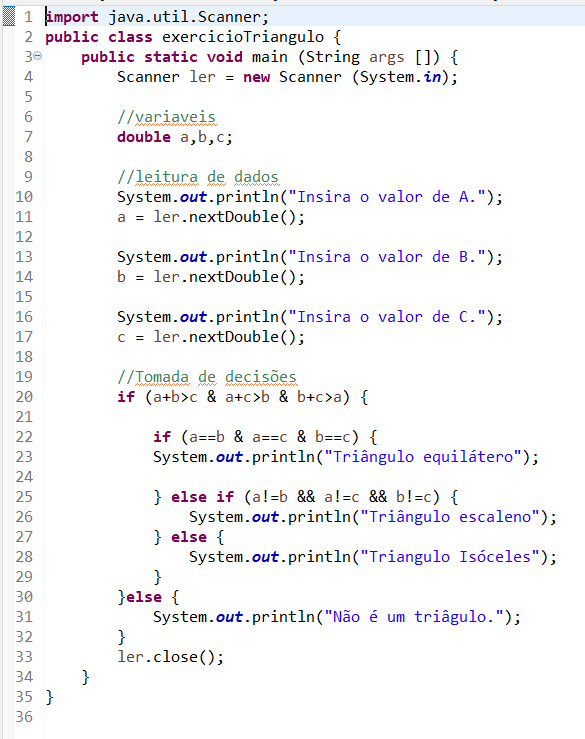 1 import java.util.Scanner;
2 public class exercicioTriangulo {
3 public static void main (String args []) {
4 Scanner ler = new Scanner (System.in);
5
6 //variaveis
7 double a,b,c;
8
9 //leitura de dados
10 System.out.println("Insira o valor de A.");
11 a = ler.nextDouble();
12
13 System.out.println("Insira o valor de B.");
14 b = ler.nextDouble();
15
16 System.out.println("Insira o valor de C.");
17 c = ler.nextDouble();
18
19 //Tomada de decisões
20 if (a+b>c & a+c>b & b+c>a) {
21
22 if (a==b & a==c & b==c) {
23 System.out.println("Triângulo equilátero");
24
25 } else if (a!=b && a!=c && b!=c) {
26 System.out.println("Triângulo escaleno");
27 } else {
28 System.out.println("Triangulo Isóceles");
29 }
30 }else {
31 System.out.println("Não é um triâgulo.");
32 }
33 ler.close();
34 }
35 }
36